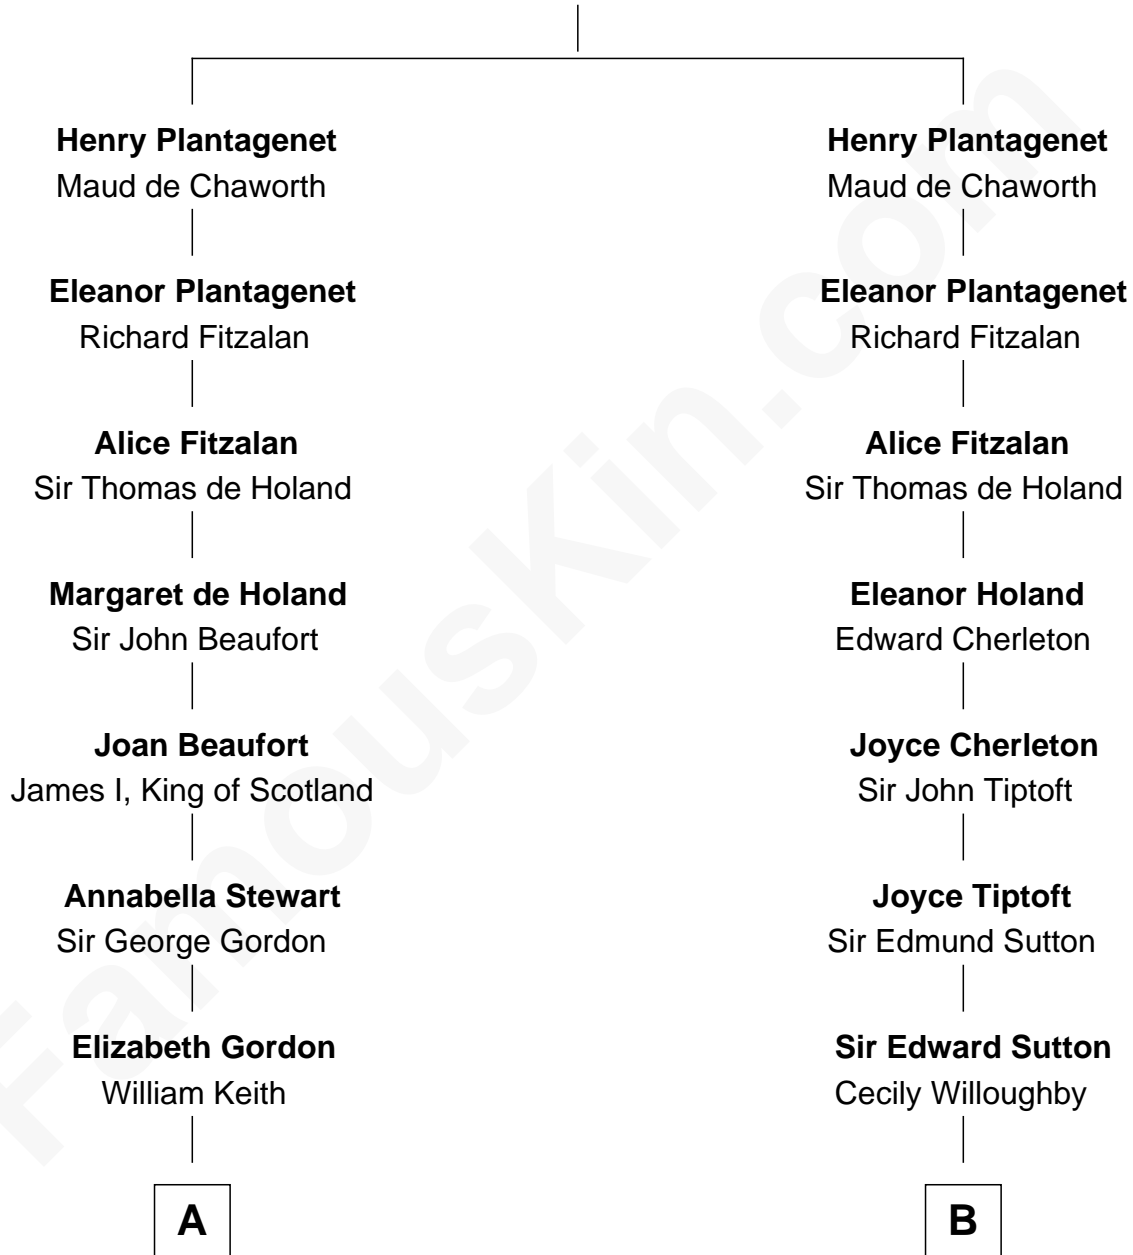 Henry Plantagenet
Maud de Chaworth
Eleanor Plantagenet
Richard Fitzalan
Alice Fitzalan
Sir Thomas de Holand
Margaret de Holand
Sir John Beaufort
Joan Beaufort
James I, King of Scotland
Annabella Stewart
Sir George Gordon
Elizabeth Gordon
William Keith
A
Henry Plantagenet
Maud de Chaworth
Eleanor Plantagenet
Richard Fitzalan
Alice Fitzalan
Sir Thomas de Holand
Eleanor Holand
Edward Cherleton
Joyce Cherleton
Sir John Tiptoft
Joyce Tiptoft
Sir Edmund Sutton
Sir Edward Sutton
Cecily Willoughby
B
FamousKin.com